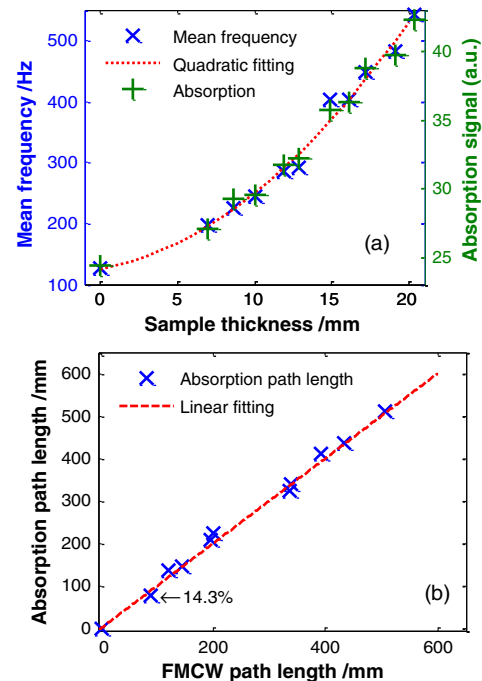 Mean frequency /Hz
550
400
300
200
100
Mean frequency
Quadratic fitting
Absorption
(a)
40
35
30
25
Absorption signal (a.u.)
0
5
10
15
20
Sample thickness /mm
Absorption path length /mm
600
500
400
300
200
100
0
Absorption path length
Linear fitting
←14.3%
(b)
0
200
400
600
FMCW path length /mm